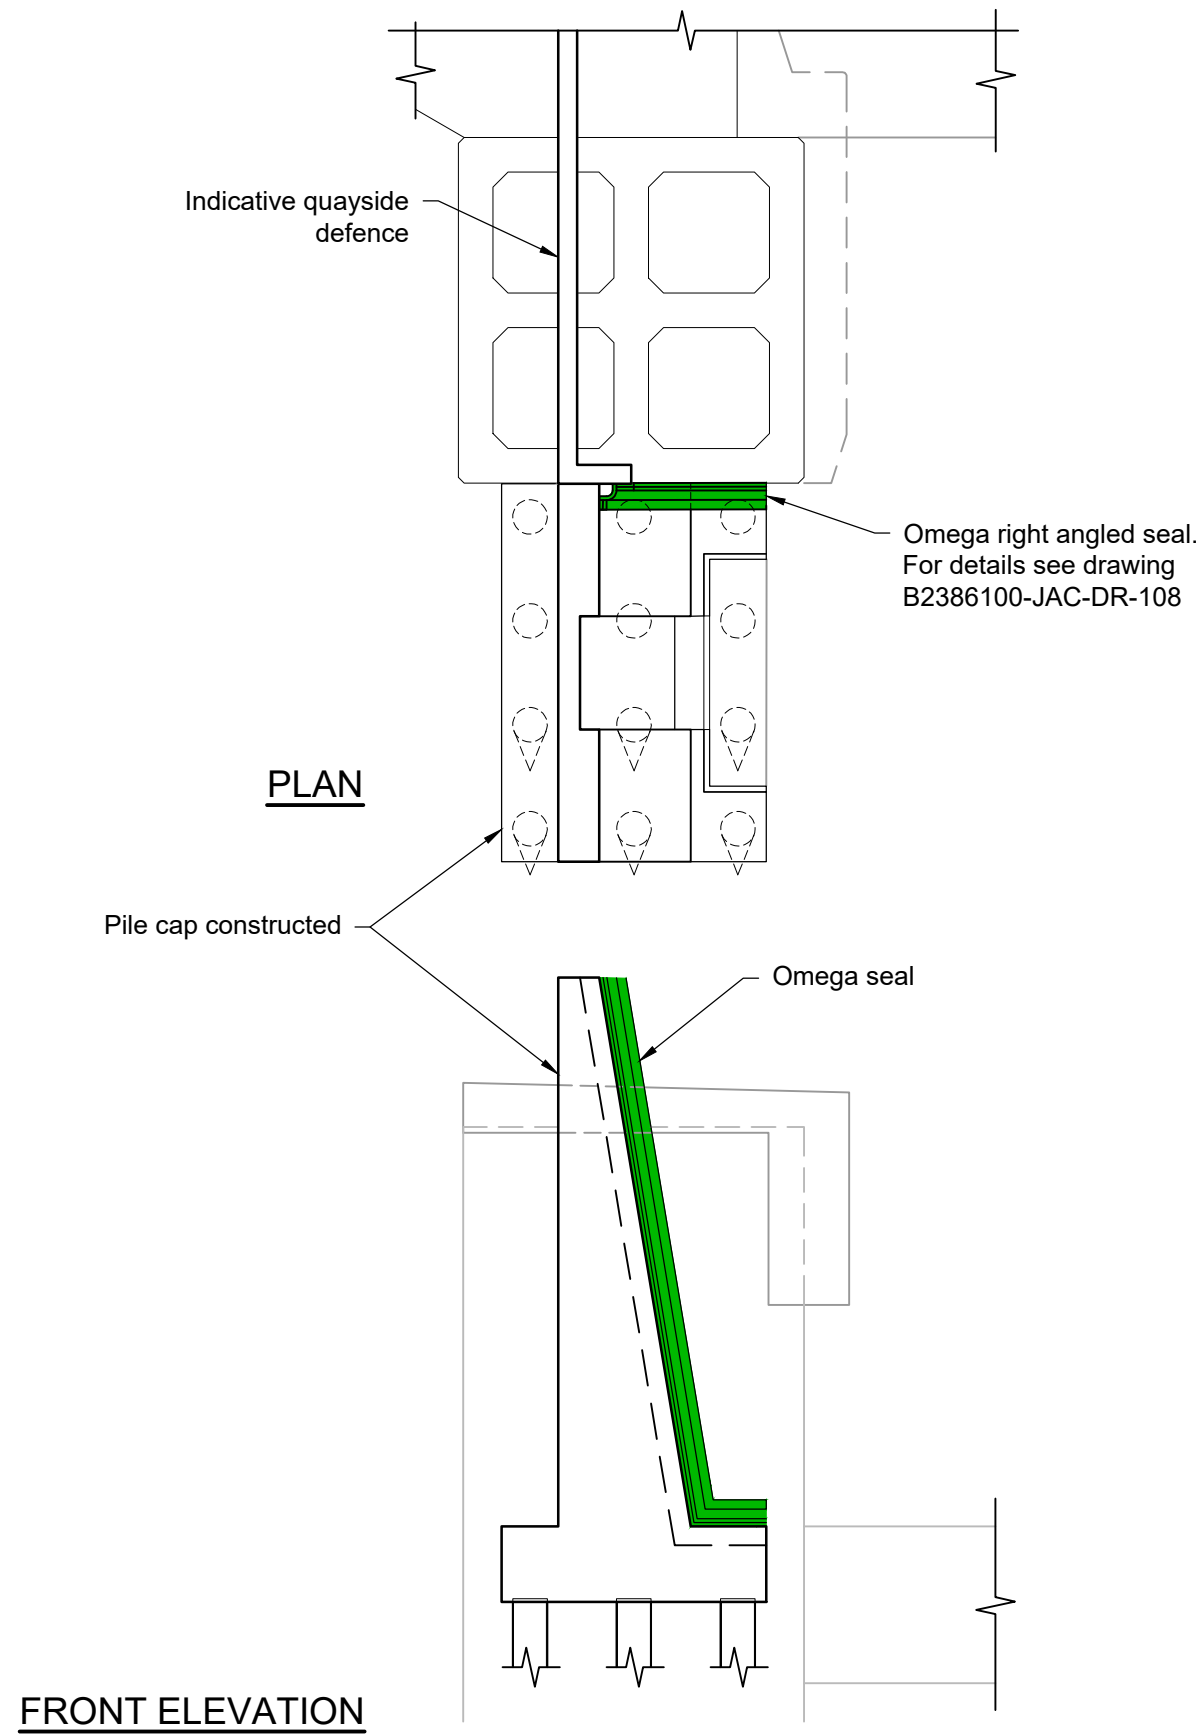 Indicative quayside
defence
Omega right angled seal.
For details see drawing
B2386100-JAC-DR-108
PLAN
Pile cap constructed
Omega seal
FRONT ELEVATION